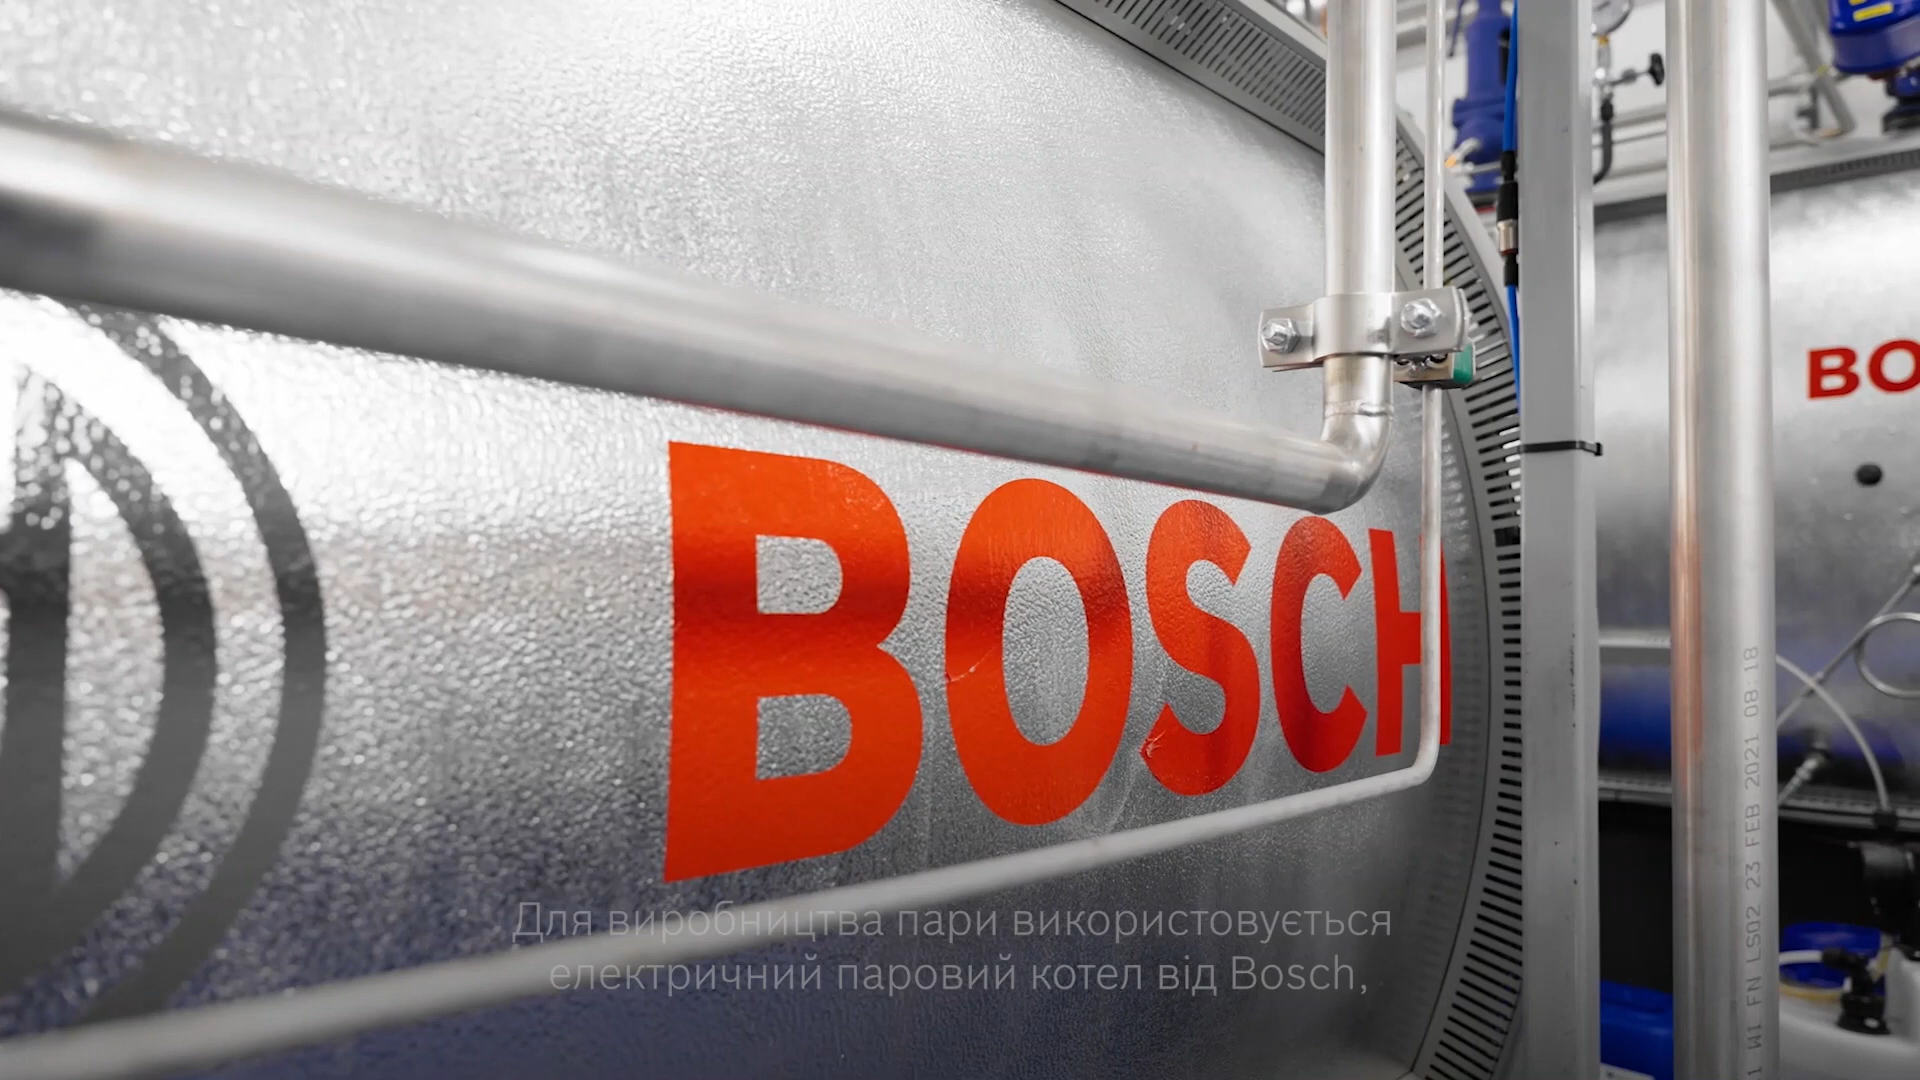 BO
BOSCH
1 WI FN LS02 23 FEB 2021 08:18
Для виробництва пари використовується
електричний паровий котел від Bosch,